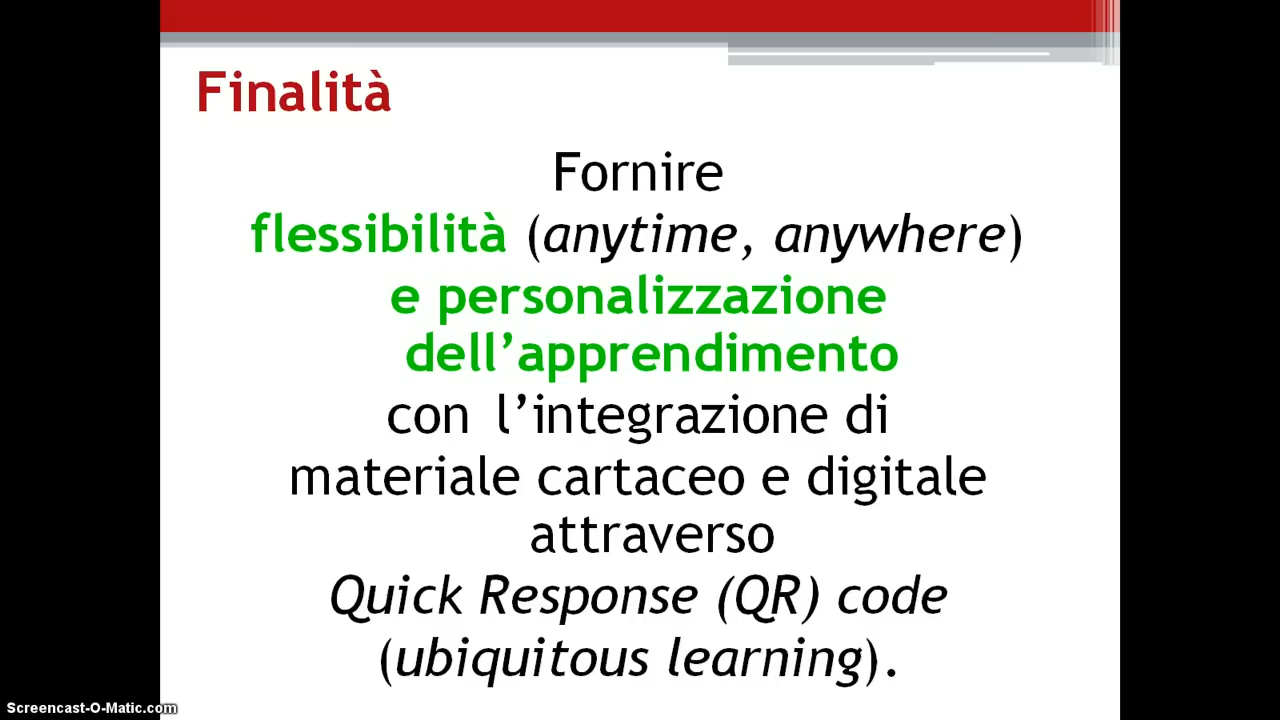 Finalità
Fornire
flessibilità (anytime, anywhere)
e personalizzazione
dell’apprendimento
con l’integrazione di
materiale cartaceo e digitale
attraverso
Quick Response (QR) code
(ubiquitous learning).
Screencast-O-Matic.com